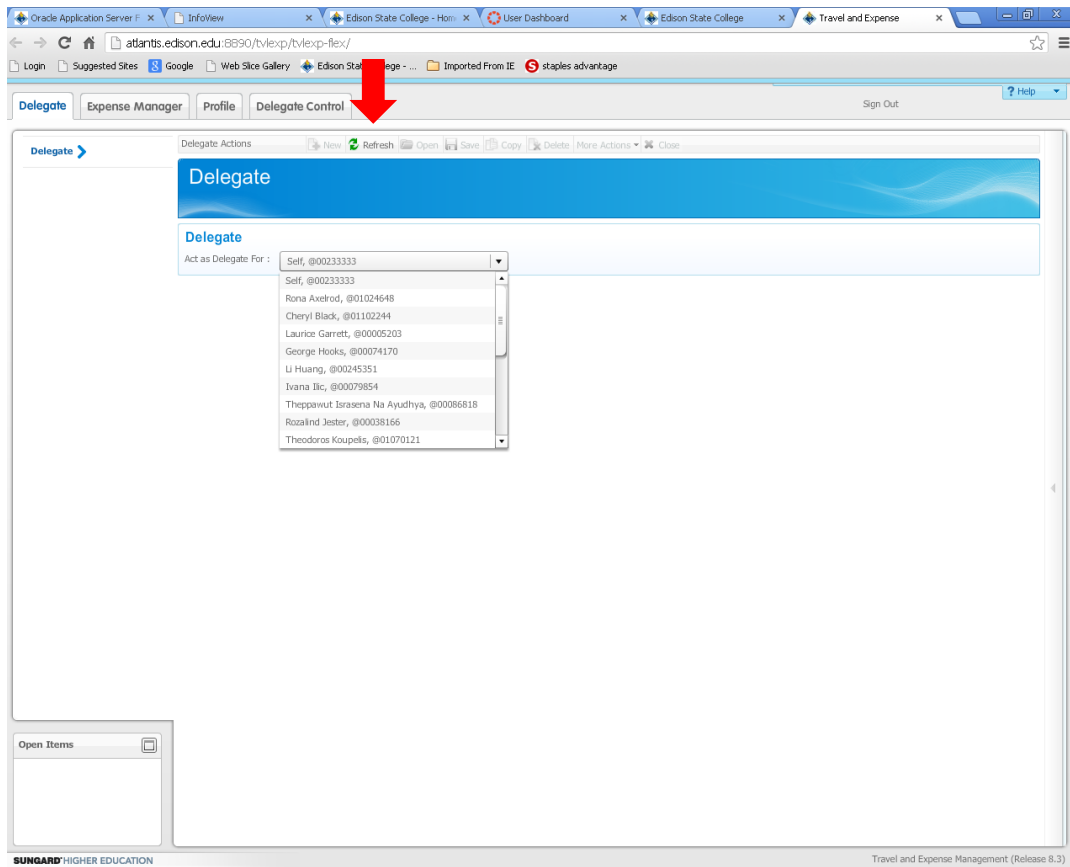 Oracle Application Server F
InfoView
Edison State College - Hom
User Dashboard
Edison State College
Travel and Expense
atlantis.edison.edu:8890/tvlexp/tvlexp-flex/
Login Suggested Sites Google Web Slice Gallery Edison Stat ege - ... Imported From IE staples advantage
? Help
Delegate Expense Manager Profile Delegate Control Sign Out
Delegate
Delegate Actions New Refresh Open Save Copy Delete More Actions Close
Delegate
Delegate
Act as Delegate For : Self, @00233333
Self, @00233333
Rona Axelrod, @01024648
Cheryl Black, @01102244
Laurice Garrett, @00005203
George Hooks, @00074170
Li Huang, @00245351
Ivana Ilic, @00079854
Theppawut Israsena Na Ayudhya, @00086818
Rozalind Jester, @00038166
Theodoros Koupelis, @01070121
Open Items
SUNGARD HIGHER EDUCATION
Travel and Expense Management (Release 8.3)